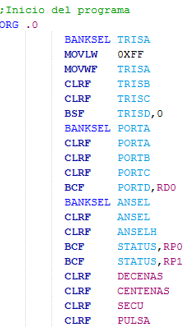 ;Inicio del programa
ORG .0
BANKSEL TRISA
MOVLW 0XFF
MOVWF TRISA
CLRF TRISB
CLRF TRISC
BSF TRISD,0
BANKSEL PORTA
CLRF PORTA
CLRF PORTB
CLRF PORTC
BCF PORTD,RD0
BANKSEL ANSEL
CLRF ANSEL
CLRF ANSELH
BCF STATUS,RP0
BCF STATUS,RP1
CLRF DECENAS
CLRF CENTENAS
CLRF SECU
CLRF PULSA